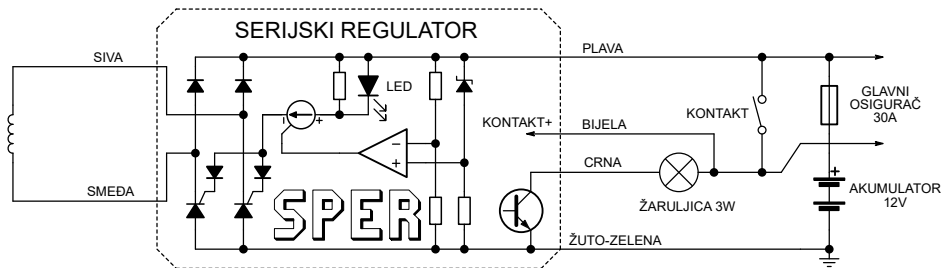 SERIJSKI REGULATOR
SIVA
SMEĐA
LED
- +
-
+
SPER
PLAVA
KONTAKT+
BIJELA
CRNA
ŽARULJICA 3W
ŽUTO-ZELENA
KONTAKT
GLAVNI
OSIGURAČ
30A
+
AKUMULATOR
12V